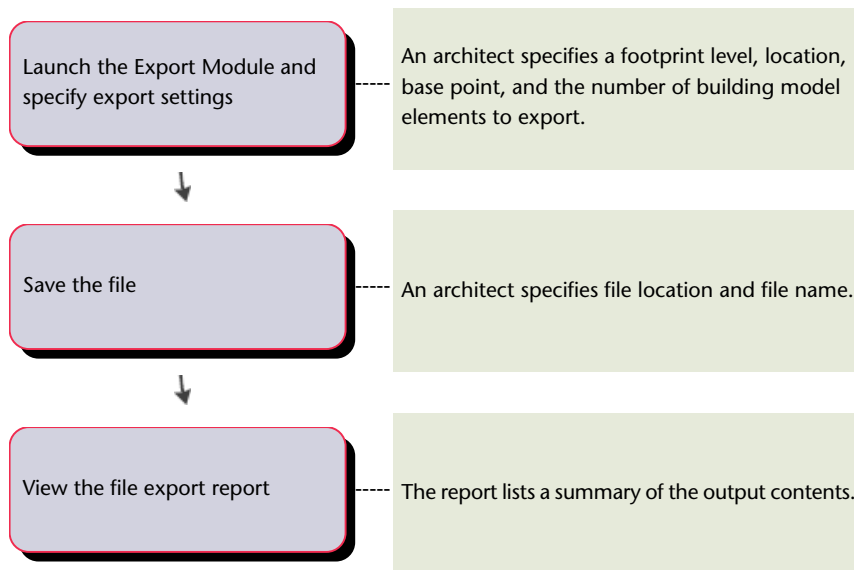 Launch the Export Module and
specify export settings
An architect specifies a footprint level, location,
base point, and the number of building model
elements to export.
Save the file
An architect specifies file location and file name.
View the file export report
The report lists a summary of the output contents.